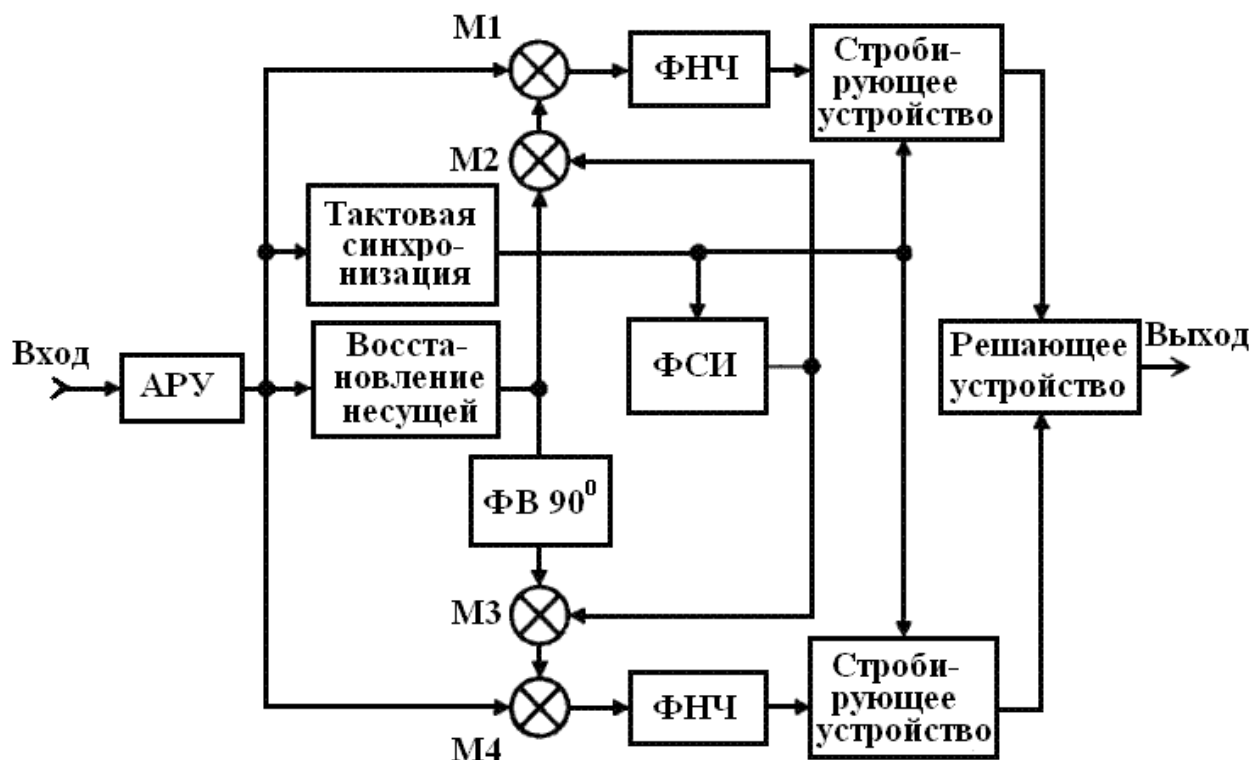 М1
ФНЧ
Строби-
рующее
устройство
М2
Тактовая
синхро-
низация
Вход
АРУ
Восста-
новление
несущей
ФСИ
Решающее
устройство
Выход
ФВ 90⁰
М3
М4
ФНЧ
Строби-
рующее
устройство